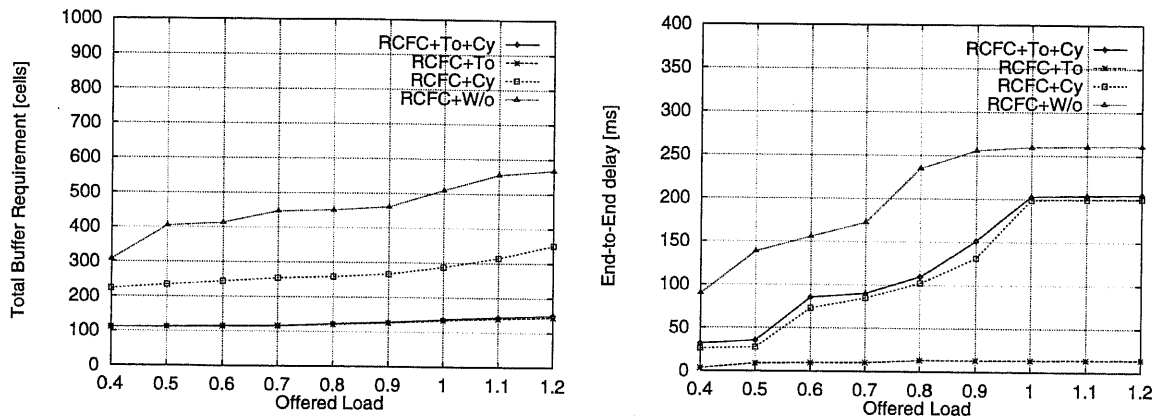 1000
900
800
700
600
500
400
300
200
100
0
Total Buffer Requirement [cells]
RCFC+To+Cy
RCFC+To
RCFC+Cy
RCFC+W/o
0.4 0.5 0.6 0.7 0.8 0.9 1 1.1 1.2
Offered Load
400
350
300
250
200
150
100
50
0
End-to-End delay [ms]
RCFC+To+Cy
RCFC+To
RCFC+Cy
RCFC+W/o
0.4 0.5 0.6 0.7 0.8 0.9 1 1.1 1.2
Offered Load